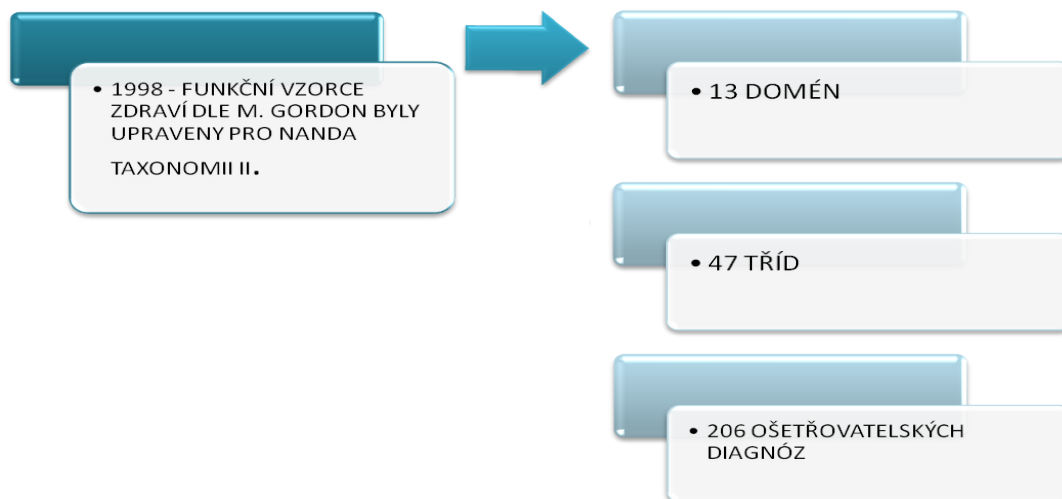 • 1998 - FUNKČNÍ VZORCE
ZDRAVÍ DLE M. GORDON BYLY
UPRAVENY PRO NANDA
TAXONOMII II.
• 13 DOMÉN
• 47 TŘÍD
• 206 OŠETŘOVATELSKÝCH
DIAGNÓZ